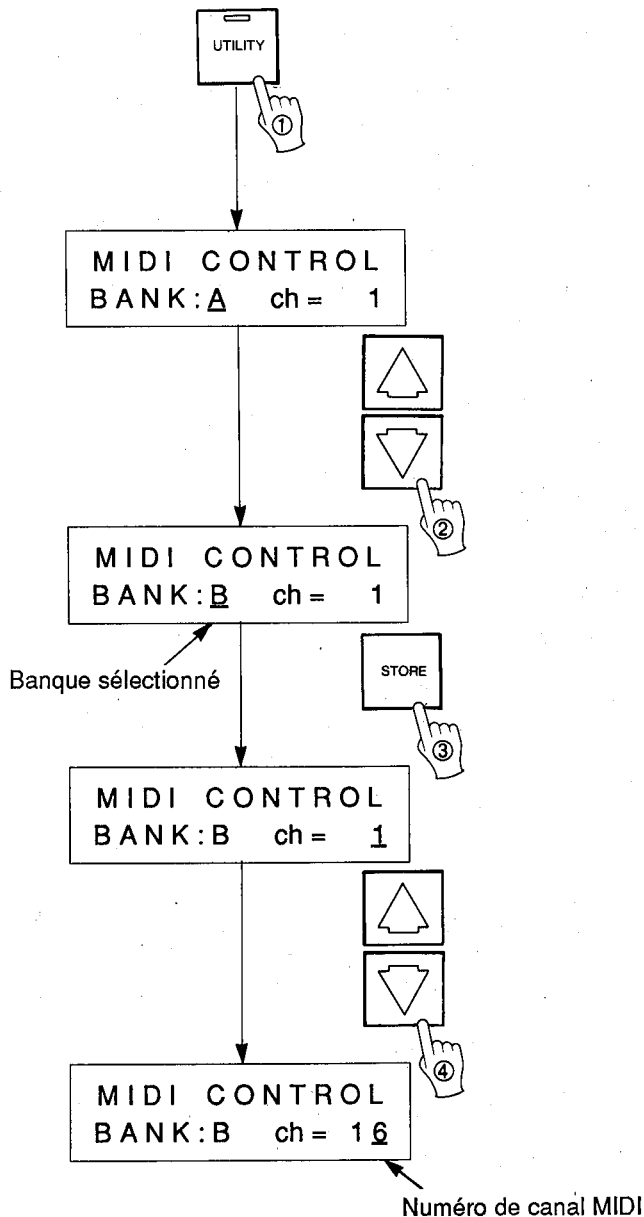 UTILITY
①
MIDI CONTROL
BANK:A ch = 1
②
MIDI CONTROL
BANK:B ch = 1
Banque sélectionné
STORE
③
MIDI CONTROL
BANK:B ch = 1
④
MIDI CONTROL
BANK:B ch = 16
Numéro de canal MIDI